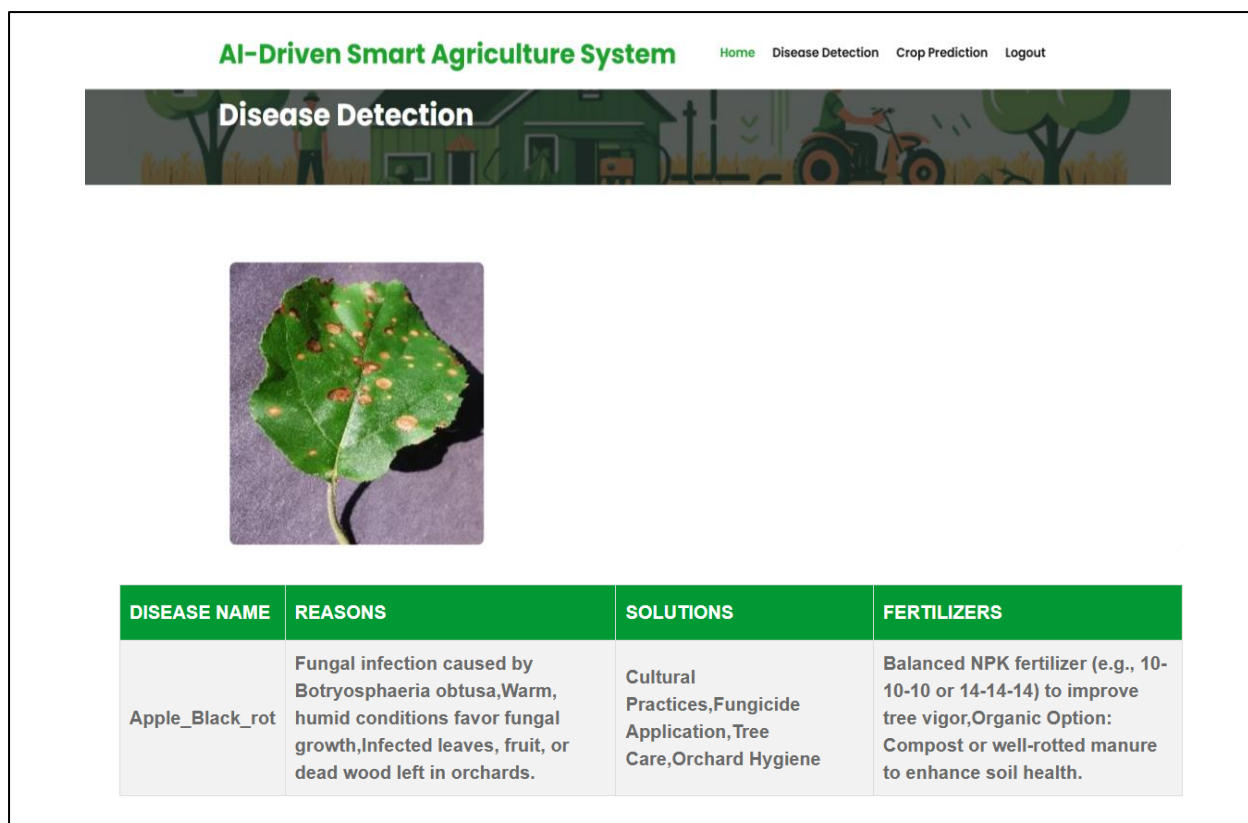 AI-Driven Smart Agriculture System
Home Disease Detection Crop Prediction Logout
Disease Detection
DISEASE NAME REASONS SOLUTIONS FERTILIZERS
Apple_Black_rot
Fungal infection caused by
Botryosphaeria obtusa,Warm,
humid conditions favor fungal
growth,Infected leaves, fruit, or
dead wood left in orchards.
Cultural
Practices,Fungicide
Application,Tree
Care,Orchard Hygiene
Balanced NPK fertilizer (e.g., 10-
10-10 or 14-14-14) to improve
tree vigor,Organic Option:
Compost or well-rotted manure
to enhance soil health.